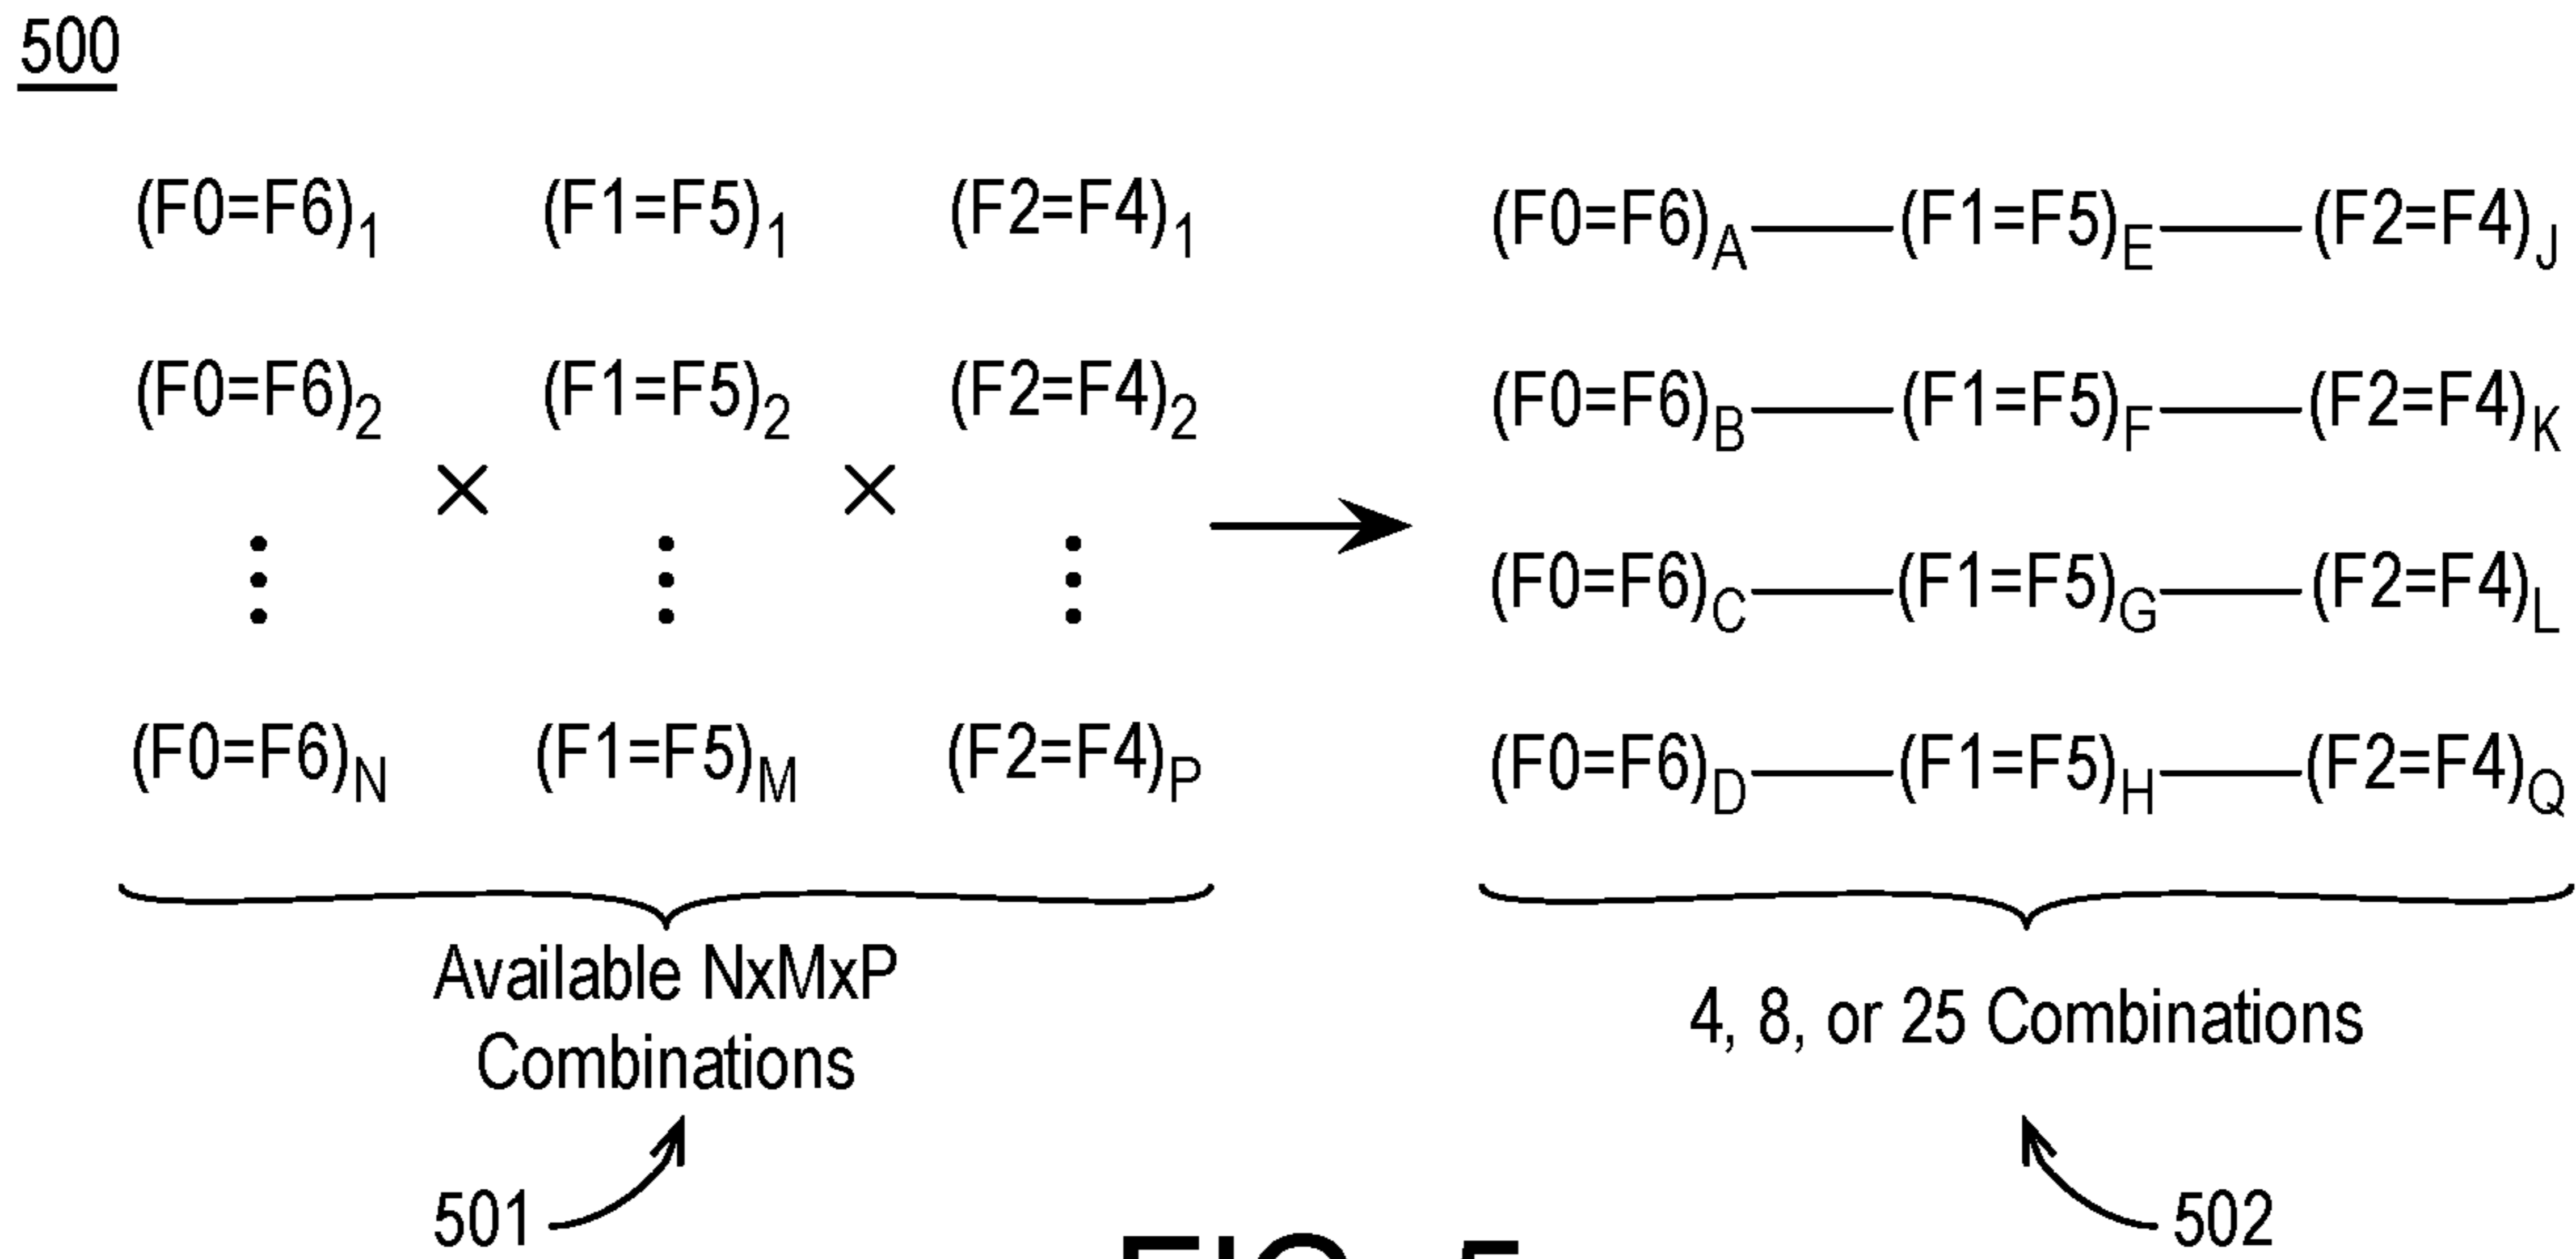 500
(F0=F6)1 (F1=F5)1 (F2=F4)1 (F0=F6)A (F1=F5)E (F2=F4)J
(F0=F6)2 (F1=F5)2 (F2=F4)2 (F0=F6)B (F1=F5)F (F2=F4)K
× ×
(F0=F6)C (F1=F5)G (F2=F4)L
(F0=F6)N (F1=F5)M (F2=F4)P (F0=F6)D (F1=F5)H (F2=F4)Q
Available NxMxP
Combinations
4, 8, or 25 Combinations
501
502
FIG. 5